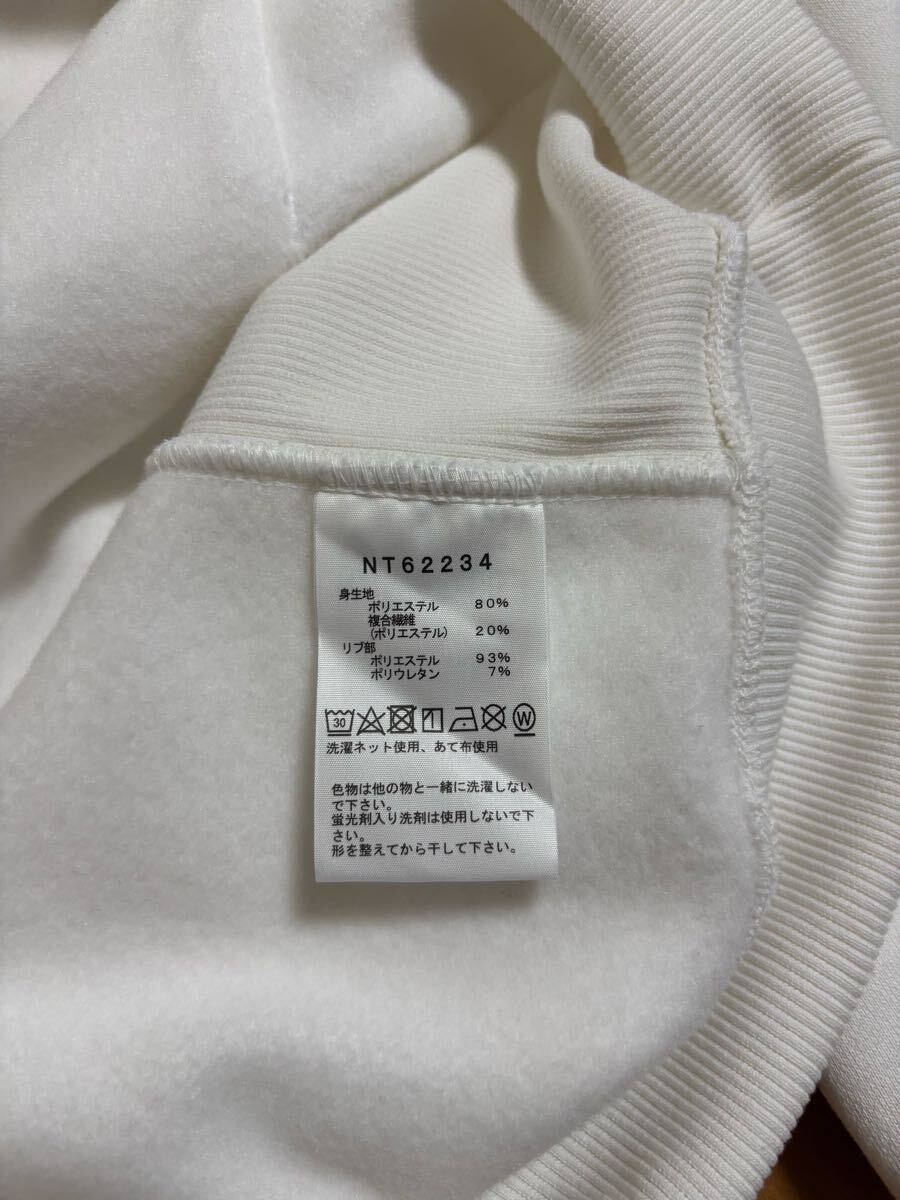 NT62234
身生地
ポリエステル 80%
複合繊維
(ポリエステル) 20%
リブ部
ポリエステル 93%
ポリウレタン 7%
30 W
洗濯ネット使用、あて布使用
色物は他の物と一緒に洗濯しない
で下さい。
蛍光剤入り洗剤は使用しないで下
さい。
形を整えてから干して下さい。